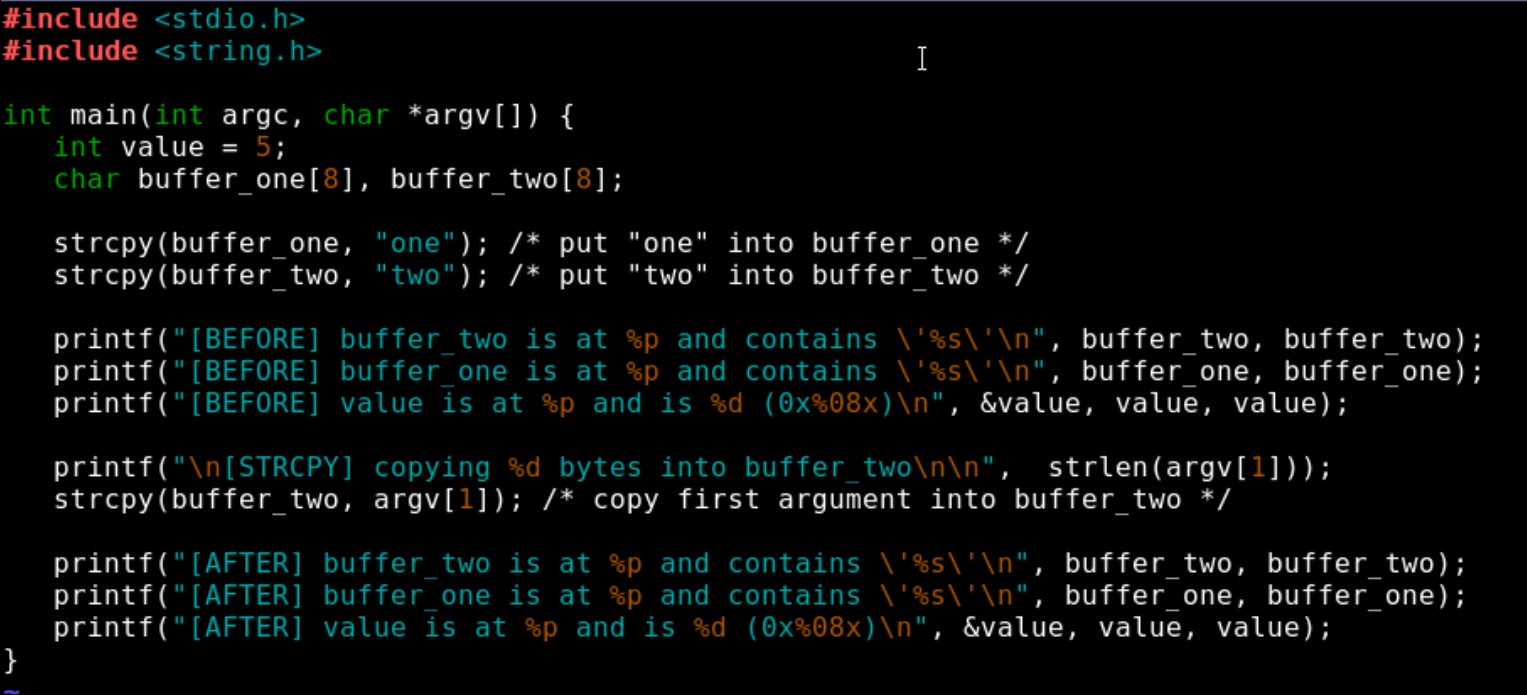 #include <stdio.h>
#include <string.h>
int main(int argc, char *argv[]) {
   int value = 5;
   char buffer_one[8], buffer_two[8];
   strcpy(buffer_one, "one"); /* put "one" into buffer_one */
   strcpy(buffer_two, "two"); /* put "two" into buffer_two */
   printf("[BEFORE] buffer_two is at %p and contains \'%s\'\n", buffer_two, buffer_two);
   printf("[BEFORE] buffer_one is at %p and contains \'%s\'\n", buffer_one, buffer_one);
   printf("[BEFORE] value is at %p and is %d (0x%08x)\n", &value, value, value);
   printf("\n[STRCPY] copying %d bytes into buffer_two\n\n",  strlen(argv[1]));
   strcpy(buffer_two, argv[1]); /* copy first argument into buffer_two */
   printf("[AFTER] buffer_two is at %p and contains \'%s\'\n", buffer_two, buffer_two);
   printf("[AFTER] buffer_one is at %p and contains \'%s\'\n", buffer_one, buffer_one);
   printf("[AFTER] value is at %p and is %d (0x%08x)\n", &value, value, value);
}
~